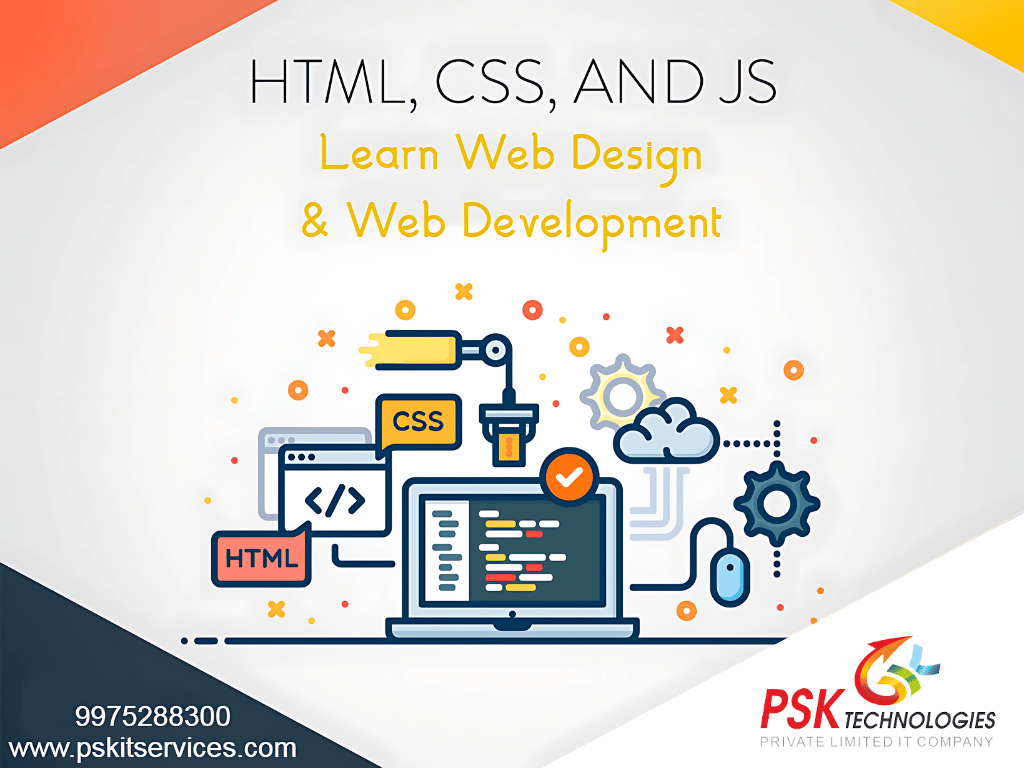 HTML, CSS, AND JS
Learn Web Design
& Web Development
CSS
</>
HTML
PSK TECHNOLOGIES
PRIVATE LIMITED IT COMPANY
9975288300
www.pskitservices.com